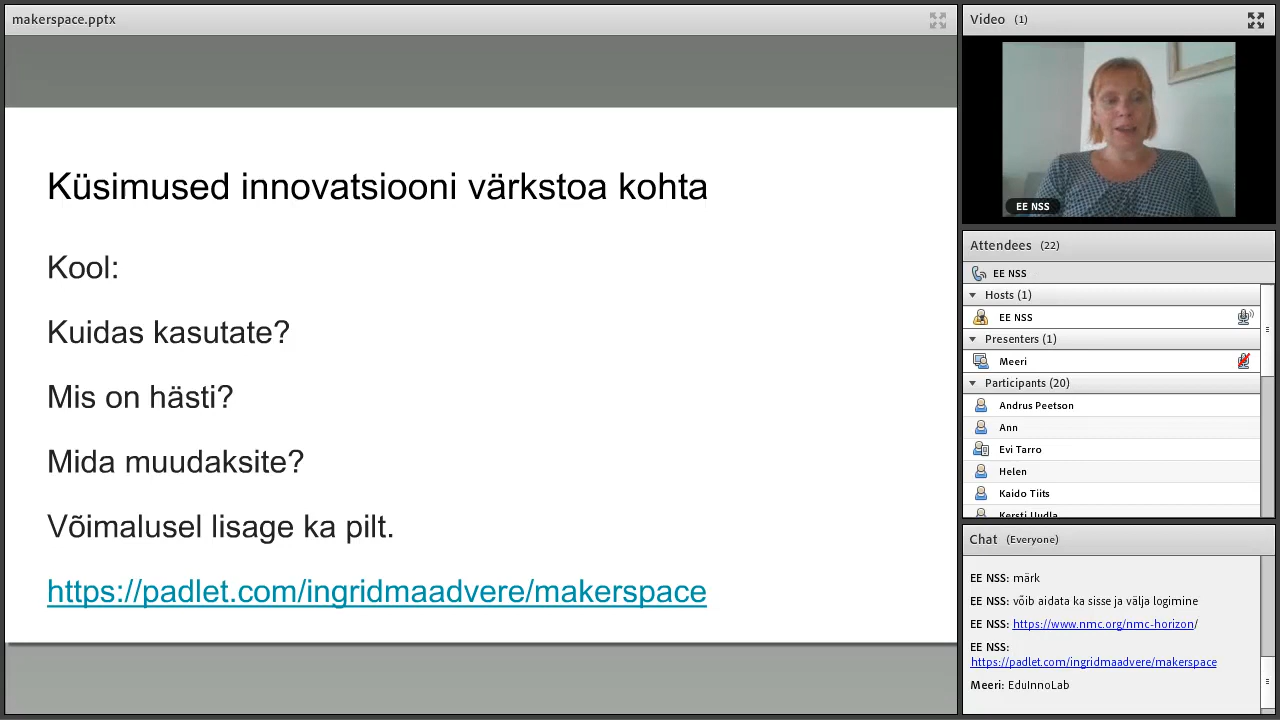 makerspace.pptx
Küsimused innovatsiooni värkstoa kohta
Kool:
Kuidas kasutate?
Mis on hästi?
Mida muudaksite?
Võimalusel lisage ka pilt.
https://padlet.com/ingridmaadvere/makerspace
Video (1)
EE NSS
Attendees (22)
EE NSS
Hosts (1)
EE NSS
Presenters (1)
Meeri
Participants (20)
Andrus Peetson
Ann
Evi Tarro
Helen
Kaido Tiits
Chat (Everyone)
EE NSS: märk
EE NSS: võib aidata ka sisse ja välja logimine
EE NSS: https://www.nmc.org/nmc-horizon/
EE NSS:
https://padlet.com/ingridmaadvere/makerspace
Meeri: EduInnoLab